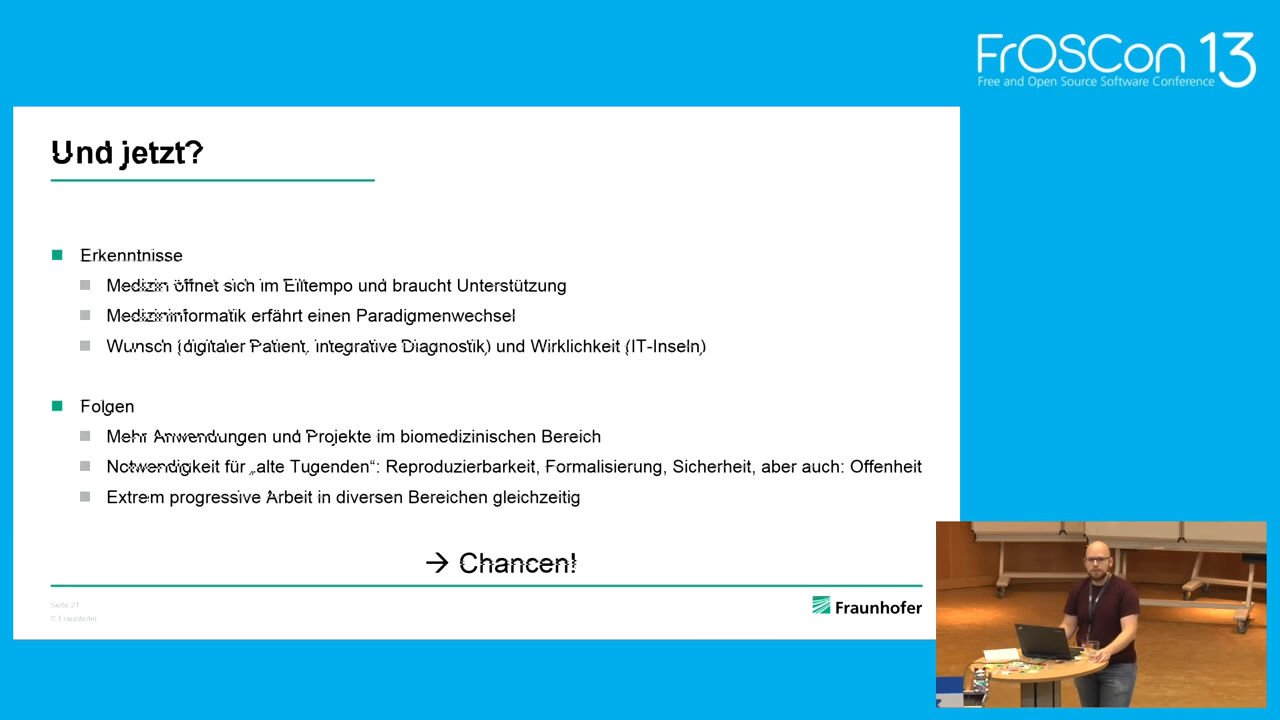 FrOSCon 13
Free and Open Source Software Conference
Und jetzt?
Erkenntnisse
Medizin öffnet sich im Eiltempo und braucht Unterstützung
Medizininformatik erfährt einen Paradigmenwechsel
Wunsch (digitaler Patient, integrative Diagnostik) und Wirklichkeit (IT-Inseln)
Folgen
Mehr Anwendungen und Projekte im biomedizinischen Bereich
Notwendigkeit für „alte Tugenden“: Reproduzierbarkeit, Formalisierung, Sicherheit, aber auch: Offenheit
Extrem progressive Arbeit in diversen Bereichen gleichzeitig
→ Chancen!
Seite 21
© Fraunhofer
Fraunhofer